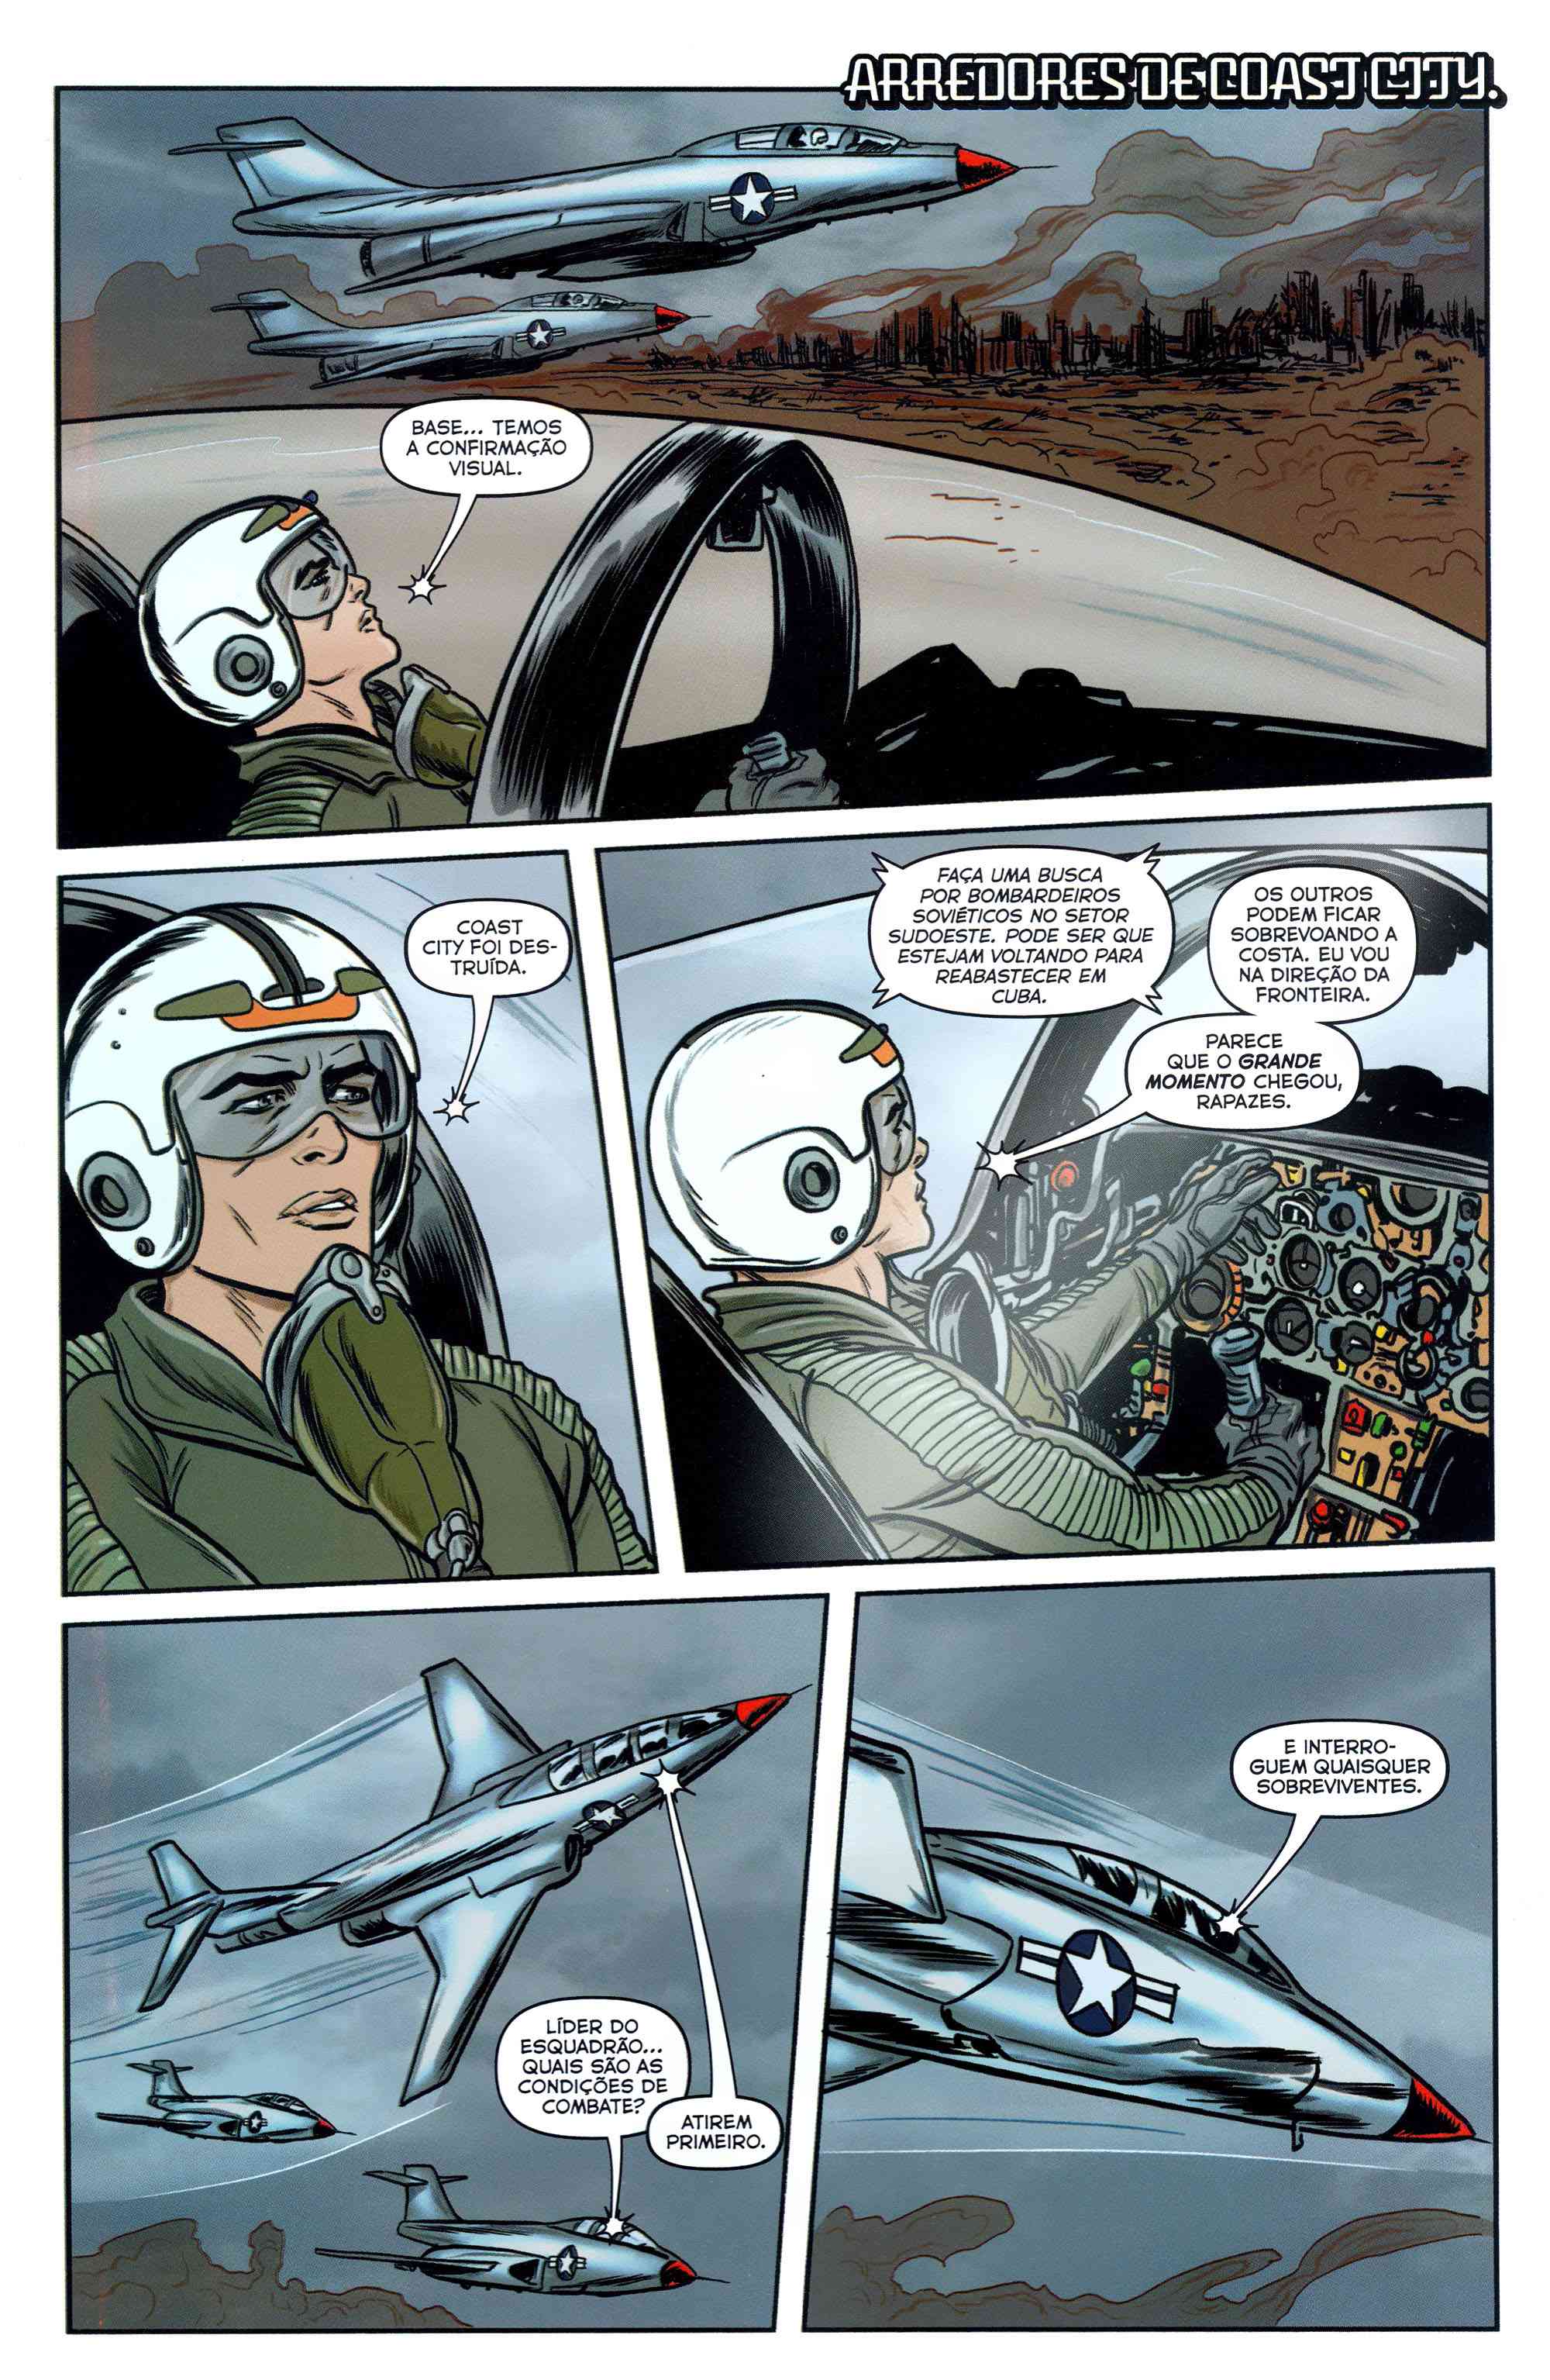 ARREDORES DE COAST CITY.
BASE... TEMOS
A CONFIRMAÇÃO
VISUAL.
COAST
CITY FOI DES-
TRUÍDA.
FAÇA UMA BUSCA
POR BOMBARDEIROS
SOVIÉTICOS NO SETOR
SUDOESTE. PODE SER QUE
ESTEJAM VOLTANDO PARA
REABASTECER EM
CUBA.
OS OUTROS
PODEM FICAR
SOBREVOANDO A
COSTA. EU VOU
NA DIREÇÃO DA
FRONTEIRA.
PARECE
QUE O GRANDE
MOMENTO CHEGOU,
RAPAZES.
LÍDER DO
ESQUADRÃO...
QUAIS SÃO AS
CONDIÇÕES DE
COMBATE?
ATIREM
PRIMEIRO.
E INTERRO-
GUEM QUAISQUER
SOBREVIVENTES.